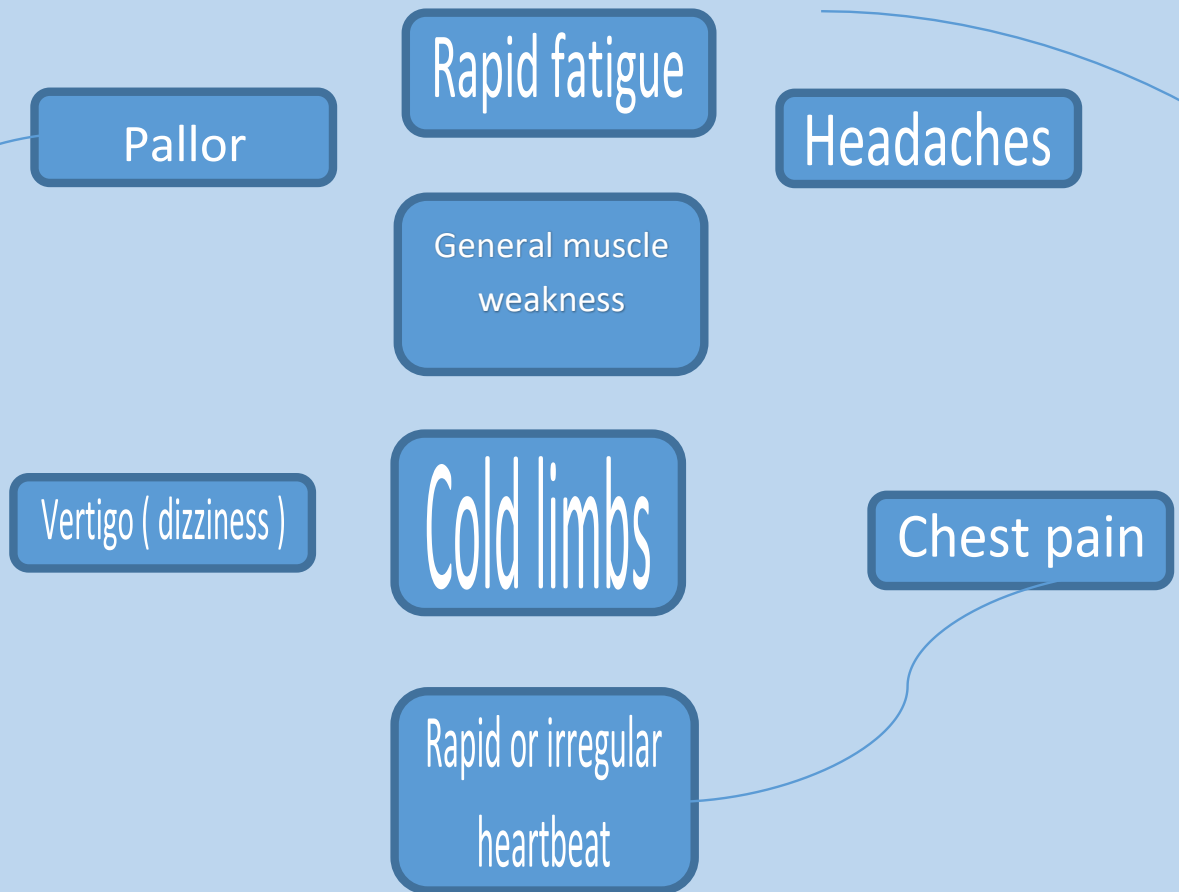 Rapid fatigue
Pallor
Headaches
General muscle
weakness
Cold limbs
Vertigo ( dizziness )
Chest pain
Rapid or irregular
heartbeat